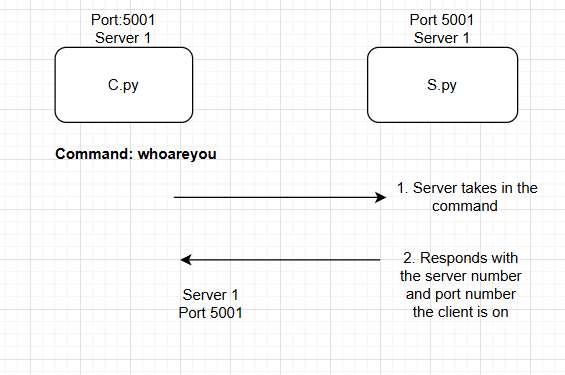 Port:5001
Server 1
Port 5001
Server 1
C.py
S.py
Command: whoareyou
1. Server takes in the
command
2. Responds with
the server number
and port number
the client is on
Server 1
Port 5001